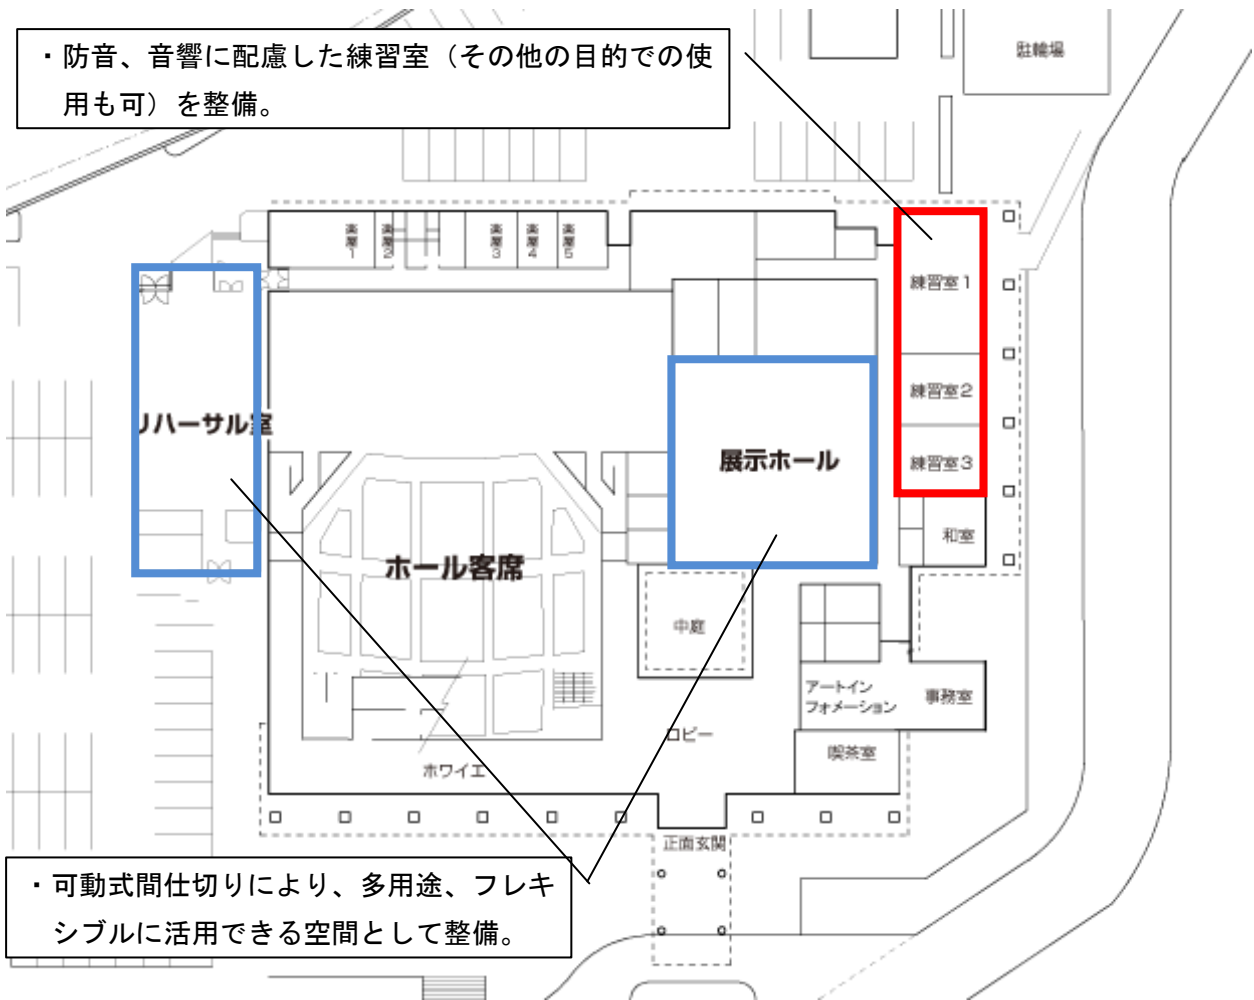 ・防音、音響に配慮した練習室（その他の目的での使
用も可）を整備。
駐輪場
楽屋1
楽屋2
楽屋3
楽屋4
楽屋5
練習室1
練習室2
練習室3
リハーサル室
展示ホール
ホール客席
和室
中庭
アートイン
フォメーション
事務室
ロビー
喫茶室
ホワイエ
正面玄関
・可動式間仕切りにより、多用途、フレキ
シブルに活用できる空間として整備。